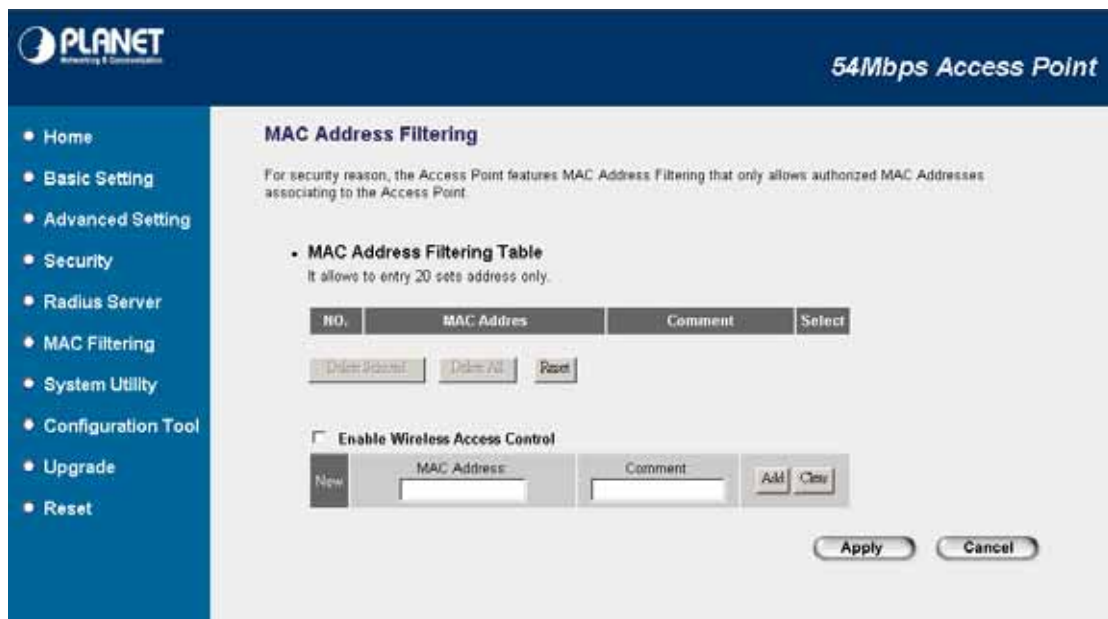 PLANET
Networking & Communication
54Mbps Access Point
Home
Basic Setting
Advanced Setting
Security
Radius Server
MAC Filtering
System Utility
Configuration Tool
Upgrade
Reset
MAC Address Filtering
For security reason, the Access Point features MAC Address Filtering that only allows authorized MAC Addresses
associating to the Access Point.
MAC Address Filtering Table
It allows to entry 20 sets address only.
NO. MAC Addres Comment Select
Delete Selected Delete All Reset
Enable Wireless Access Control
New MAC Address: Comment Add Clear
Apply Cancel